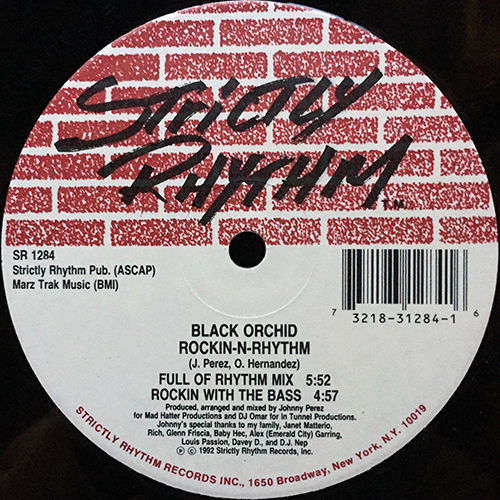 STRICTLY
RHYTHM
T.M.
SR 1284
Strictly Rhythm Pub. (ASCAP)
Marz Trak Music (BMI)
7 3218-31284-1 6
BLACK ORCHID
ROCKIN-N-RHYTHM
(J. Perez, O. Hernandez)
FULL OF RHYTHM MIX 5:52
ROCKIN WITH THE BASS 4:57
Produced, arranged and mixed by Johnny Perez
for Mad Hatter Productions and DJ Omar for In Tunnel Productions.
Johnny's special thanks to my family, Janet Matterio,
Rich, Glenn Friscia, Baby Hec, Alex (Emerald City) Garring,
Louis Passion, Davey D., and D.J. Nep
℗ © 1992 Strictly Rhythm Records, Inc.
STRICTLY RHYTHM RECORDS INC., 1650 Broadway, New York, N.Y. 10019